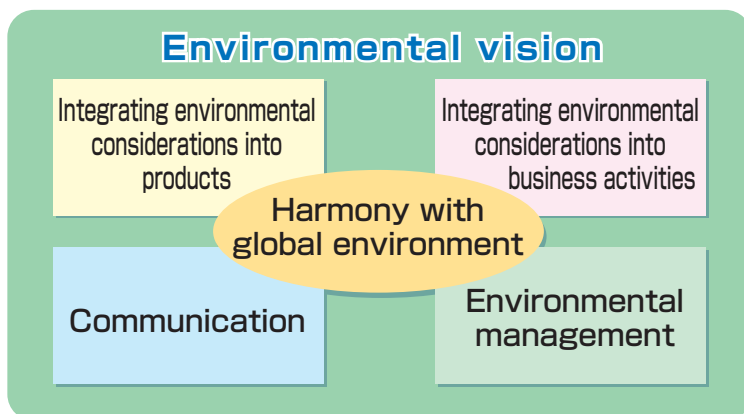 Environmental vision
Integrating environmental
considerations into
products
Integrating environmental
considerations into
business activities
Harmony with
global environment
Communication
Environmental
management